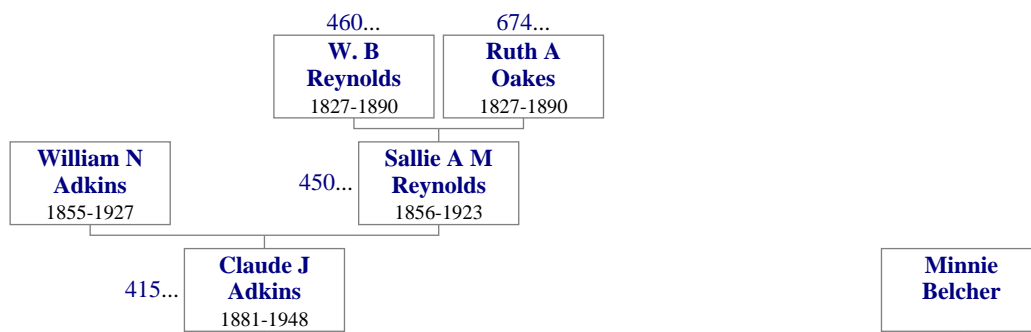 460...
674...
W. B
Reynolds
1827-1890
Ruth A
Oakes
1827-1890
William N
Adkins
1855-1927
450...
Sallie A M
Reynolds
1856-1923
415...
Claude J
Adkins
1881-1948
Minnie
Belcher